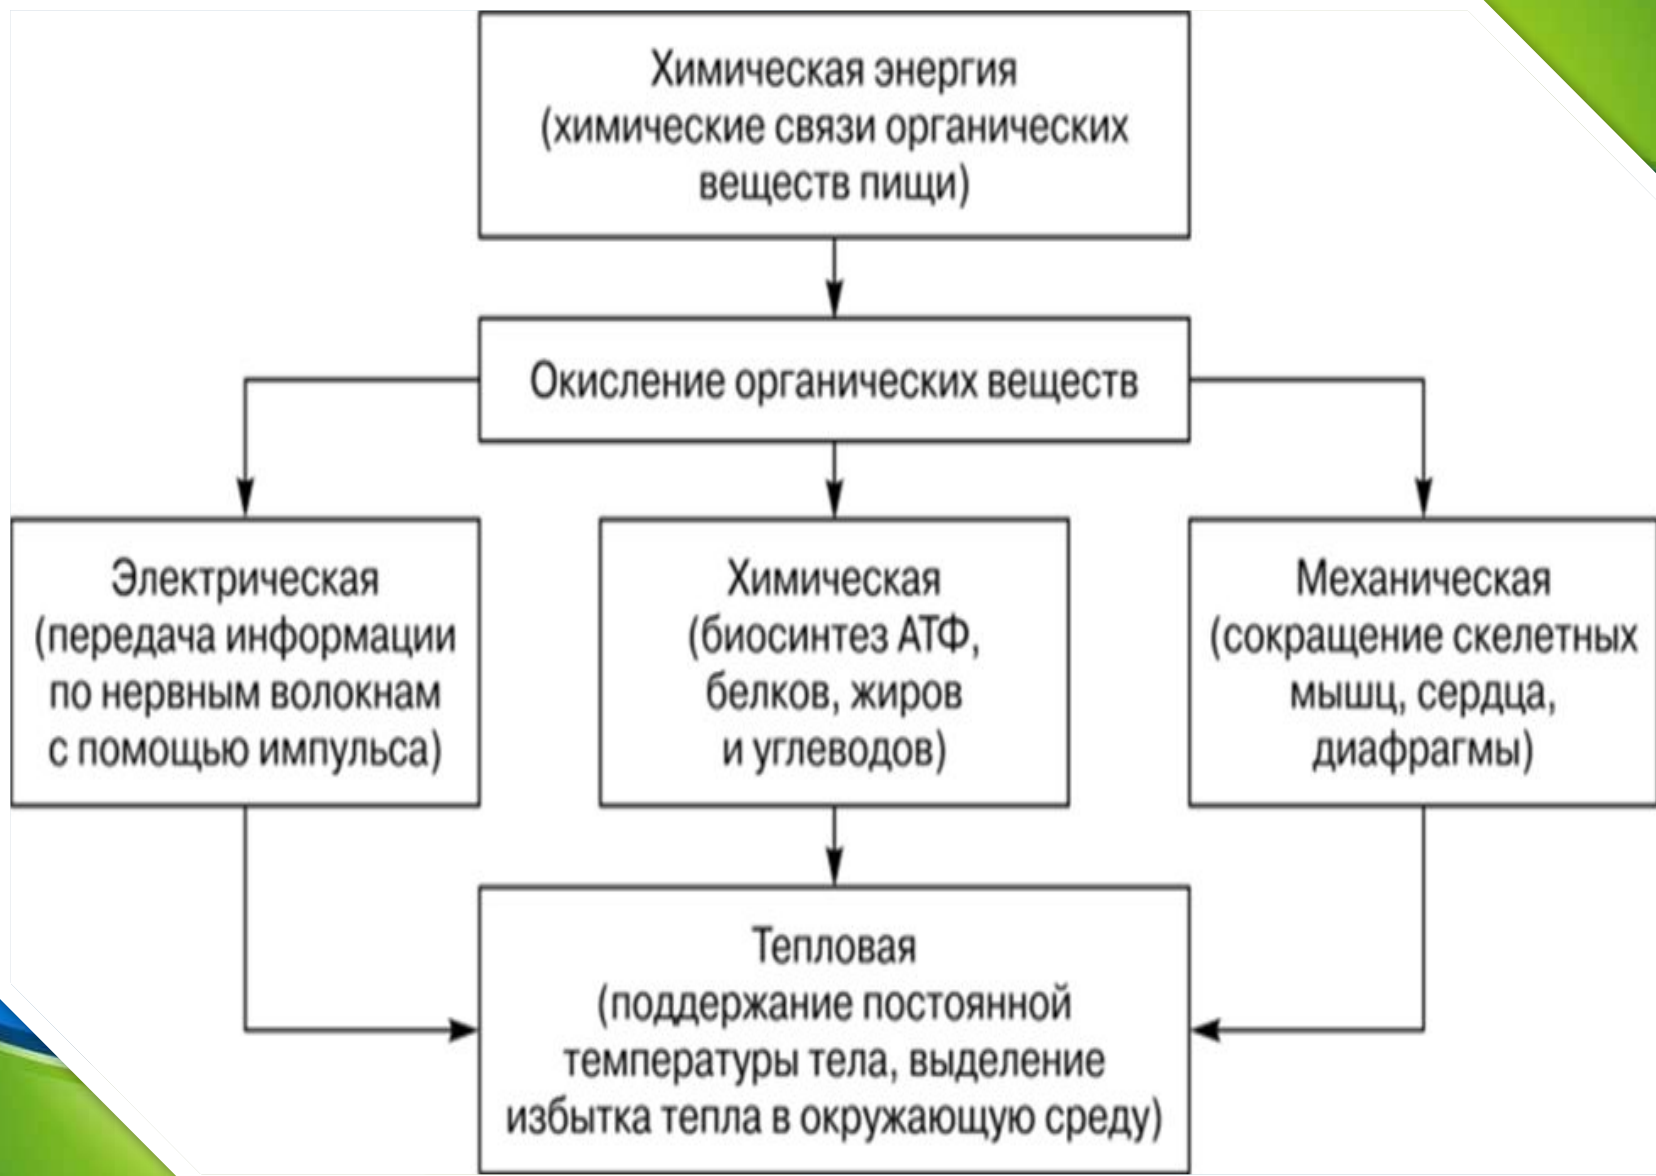 Химическая энергия
(химические связи органических
веществ пищи)
Окисление органических веществ
Электрическая
(передача информации
по нервным волокнам
с помощью импульса)
Химическая
(биосинтез АТФ,
белков, жиров
и углеводов)
Механическая
(сокращение скелетных
мышц, сердца,
диафрагмы)
Тепловая
(поддержание постоянной
температуры тела, выделение
избытка тепла в окружающую среду)